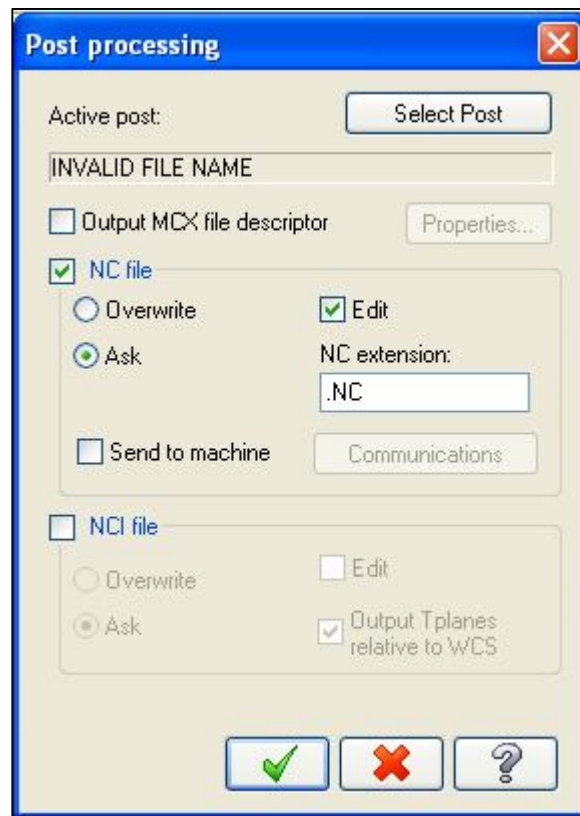 Post processing
Active post:
Select Post
INVALID FILE NAME
Output MCX file descriptor
Properties...
NC file
Overwrite
Edit
Ask
NC extension:
.NC
Send to machine
Communications
NCI file
Overwrite
Edit
Ask
Output Tplanes
relative to WCS